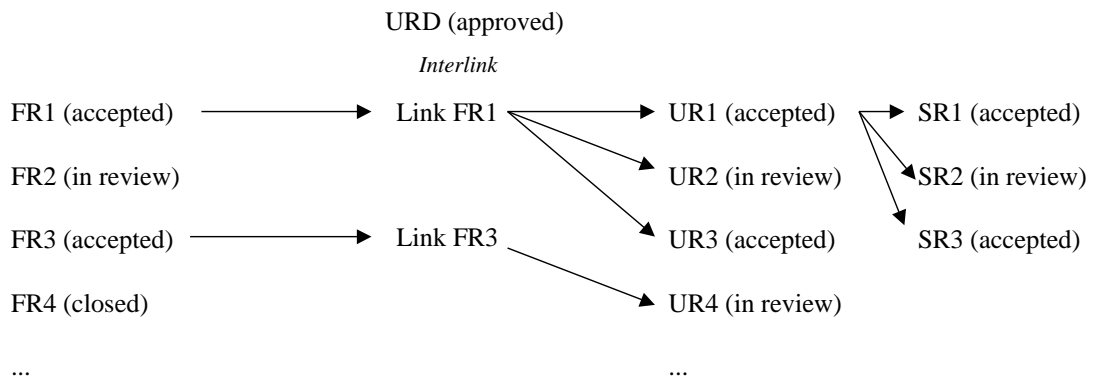 URD (approved)
Interlink
FR1 (accepted) Link FR1 UR1 (accepted) SR1 (accepted)
FR2 (in review) UR2 (in review) SR2 (in review)
FR3 (accepted) Link FR3 UR3 (accepted) SR3 (accepted)
FR4 (closed) UR4 (in review)
... ...